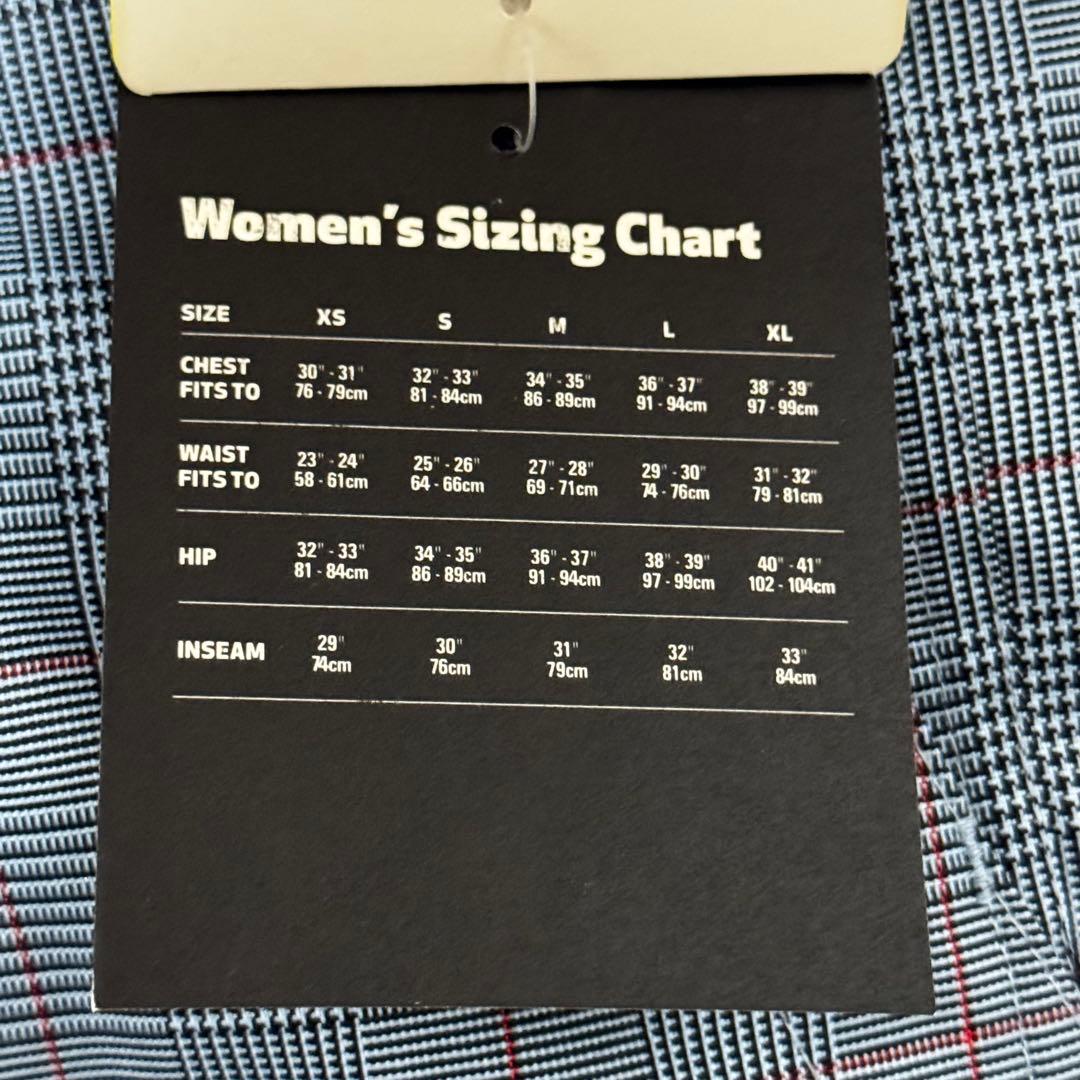 Women's Sizing Chart
SIZE XS S M L XL
CHEST FITS TO 30" - 31" 32" - 33" 34" - 35" 36" - 37" 38" - 39"
76 - 79cm 81 - 84cm 86 - 89cm 91 - 94cm 97 - 99cm
WAIST FITS TO 23" - 24" 25" - 26" 27" - 28" 29" - 30" 31" - 32"
58 - 61cm 64 - 66cm 69 - 71cm 74 - 76cm 79 - 81cm
HIP 32" - 33" 34" - 35" 36" - 37" 38" - 39" 40" - 41"
81 - 84cm 86 - 89cm 91 - 94cm 97 - 99cm 102 - 104cm
INSEAM 29" 30" 31" 32" 33"
74cm 76cm 79cm 81cm 84cm